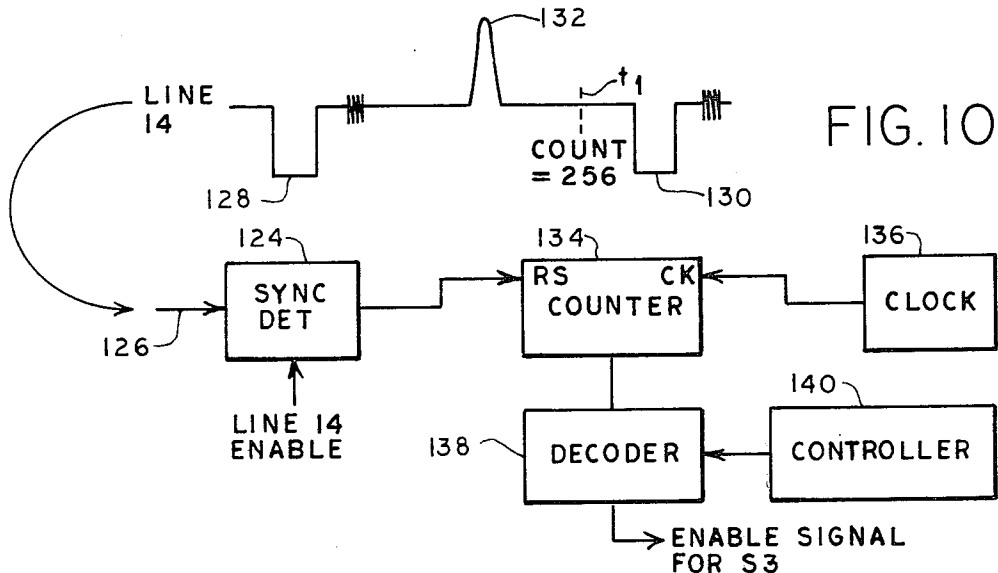 132
LINE
14
t1
COUNT
= 256
FIG. 10
128
130
124
134
136
SYNC
DET
RS CK
COUNTER
CLOCK
126
LINE 14
ENABLE
140
138
DECODER
CONTROLLER
ENABLE SIGNAL
FOR S3